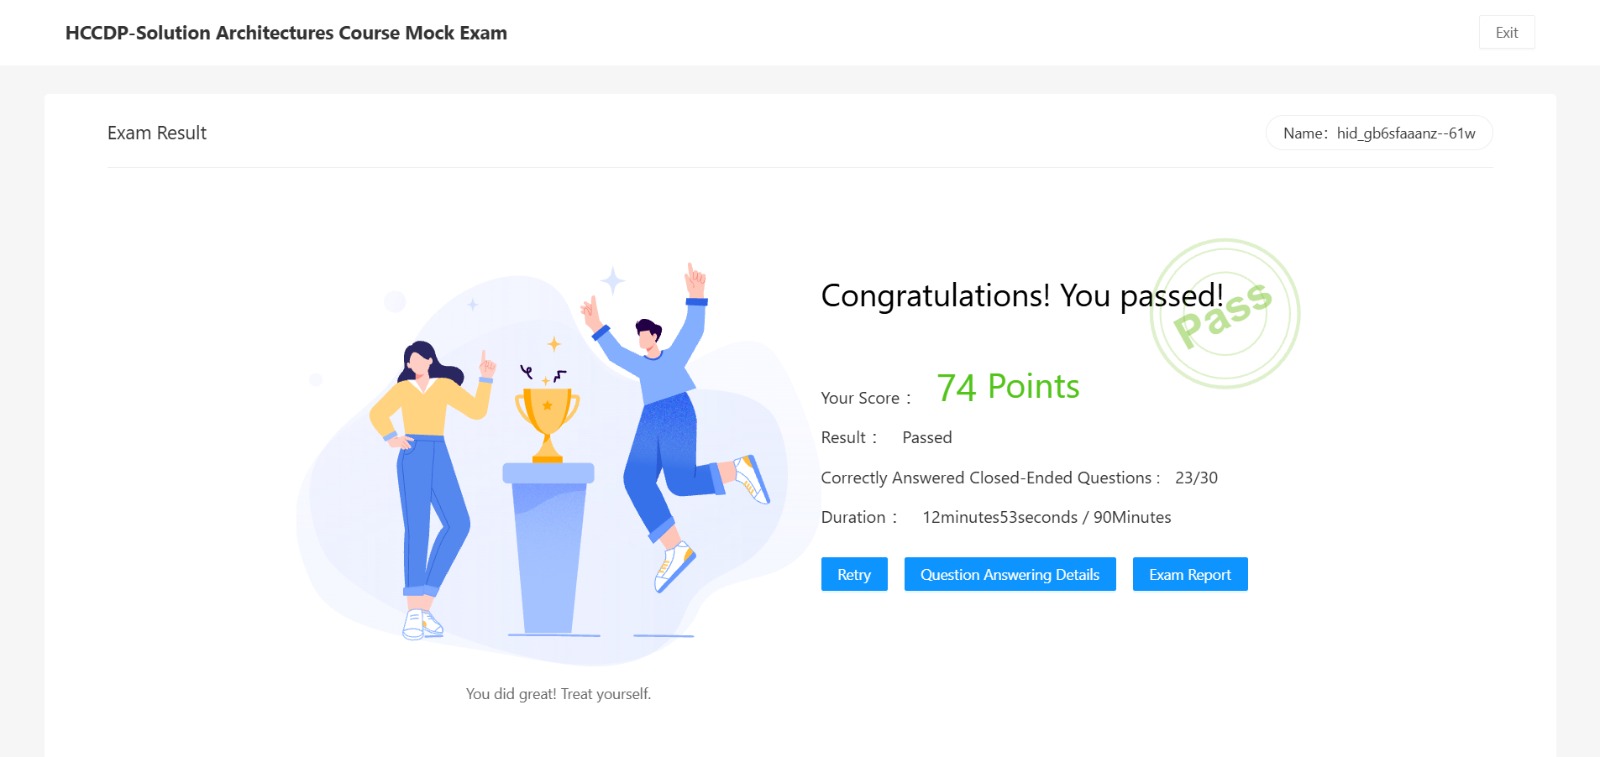 HCCDP-Solution Architectures Course Mock Exam
Exit
Exam Result
Name：hid_gb6sfaaanz--61w
Congratulations! You passed!
Pass
Your Score： 74 Points
Result： Passed
Correctly Answered Closed-Ended Questions： 23/30
Duration： 12minutes53seconds / 90Minutes
Retry
Question Answering Details
Exam Report
You did great! Treat yourself.